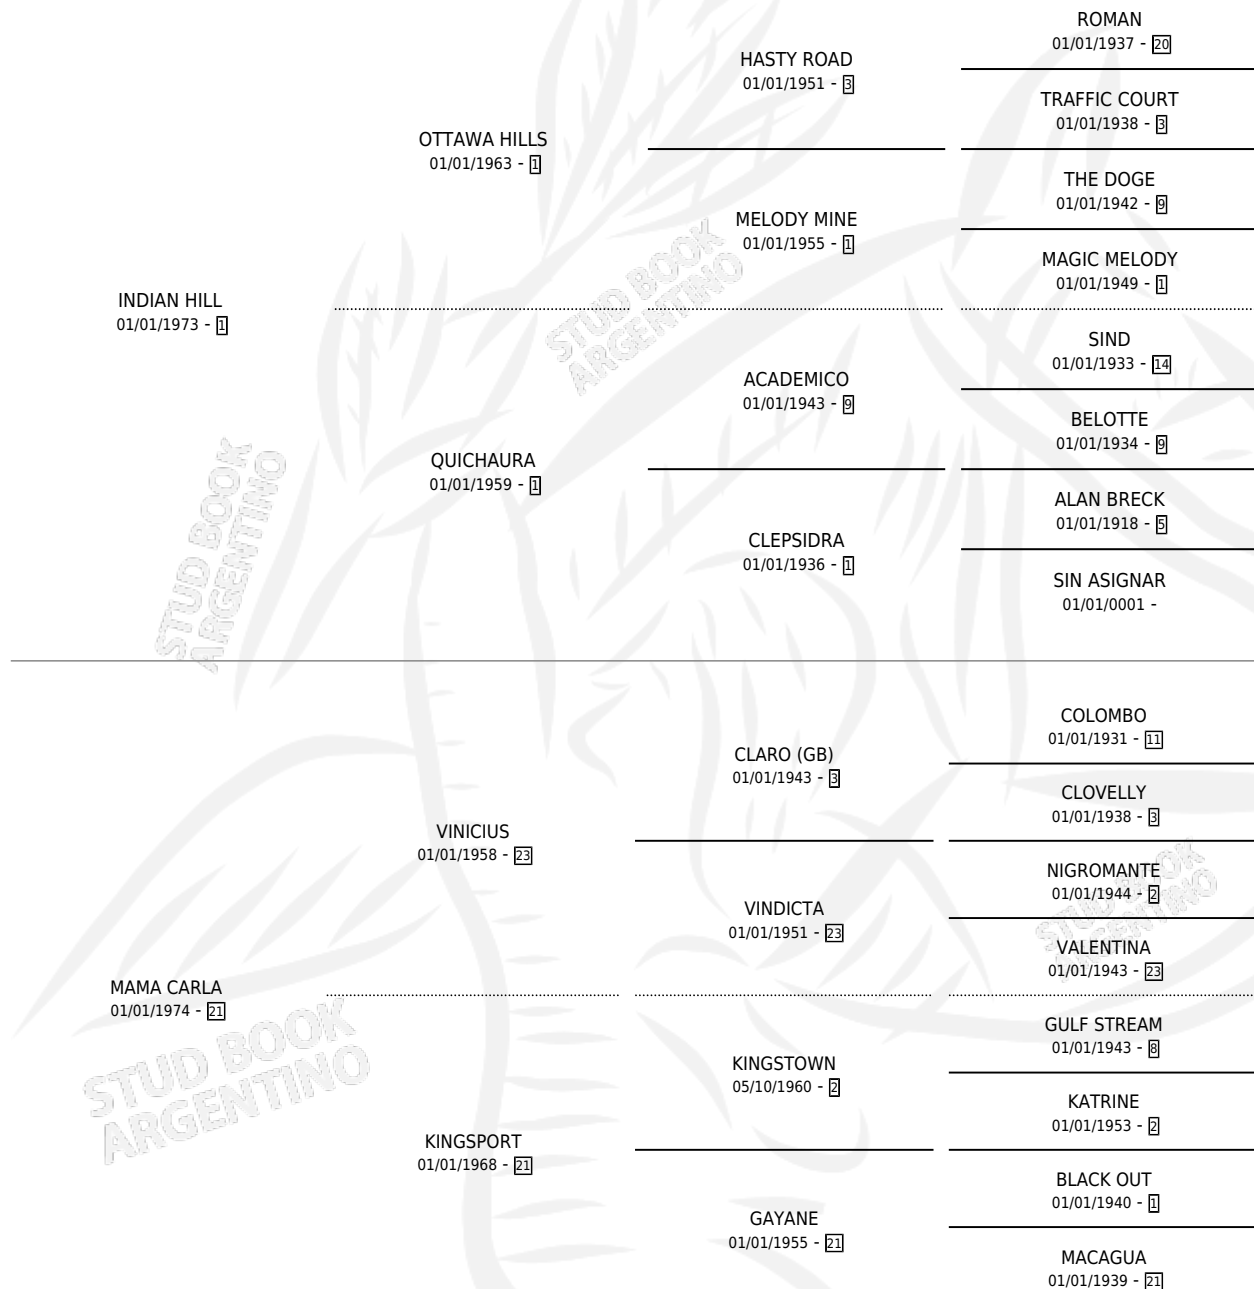 ROMAN
01/01/1937 - 20
HASTY ROAD
01/01/1951 - 3
TRAFFIC COURT
01/01/1938 - 3
OTTAWA HILLS
01/01/1963 - 1
THE DOGE
01/01/1942 - 9
MELODY MINE
01/01/1955 - 1
MAGIC MELODY
01/01/1949 - 1
INDIAN HILL
01/01/1973 - 1
STUD BOOK
ARGENTINO
SIND
01/01/1933 - 14
ACADEMICO
01/01/1943 - 9
BELOTTE
01/01/1934 - 9
QUICHAURA
01/01/1959 - 1
ALAN BRECK
01/01/1918 - 5
CLEPSIDRA
01/01/1936 - 1
SIN ASIGNAR
01/01/0001 -
STUD BOOK
ARGENTINO
COLOMBO
01/01/1931 - 11
CLARO (GB)
01/01/1943 - 3
CLOVELLY
01/01/1938 - 3
VINICIUS
01/01/1958 - 23
NIGROMANTE
01/01/1944 - 2
VINDICTA
01/01/1951 - 23
VALENTINA
01/01/1943 - 23
STUD BOOK
ARGENTINO
MAMA CARLA
01/01/1974 - 21
GULF STREAM
01/01/1943 - 8
KINGSTOWN
05/10/1960 - 2
KATRINE
01/01/1953 - 2
STUD BOOK
ARGENTINO
KINGSPORT
01/01/1968 - 21
BLACK OUT
01/01/1940 - 1
GAYANE
01/01/1955 - 21
MACAGUA
01/01/1939 - 21